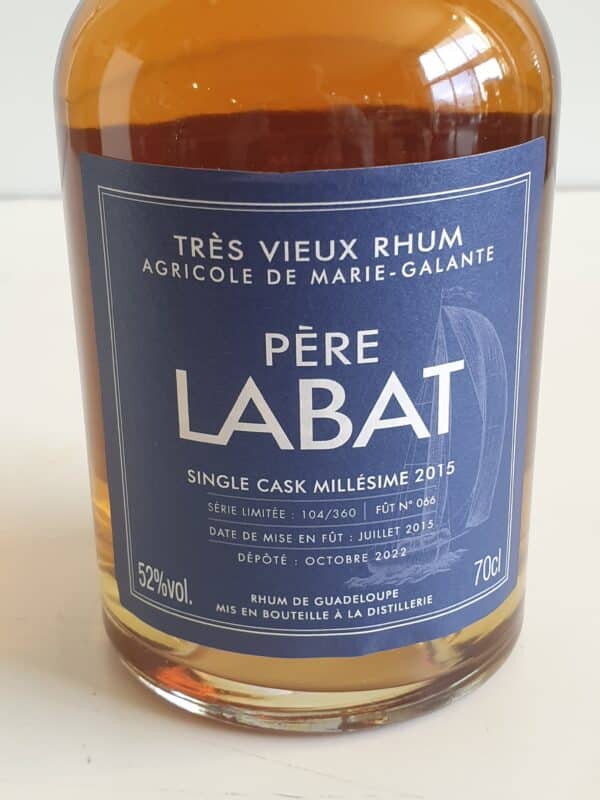 TRÈS VIEUX RHUM
AGRICOLE DE MARIE-GALANTE
PÈRE
LABAT
SINGLE CASK MILLÉSIME 2015
SÉRIE LIMITÉE : 104/360 | FÛT N° 066
DATE DE MISE EN FÛT : JUILLET 2015
DÉPÔTÉ : OCTOBRE 2022
52%vol. 70cl
RHUM DE GUADELOUPE
MIS EN BOUTEILLE À LA DISTILLERIE